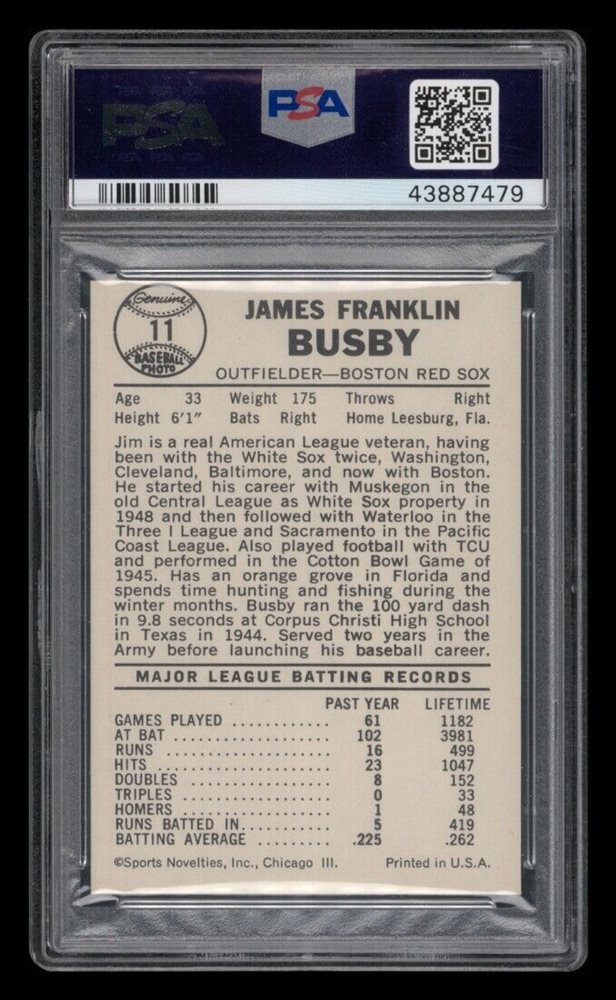 PSA
PSA
PSA PSA PSA
43887479
Genuine
11
BASEBALL
PHOTO
JAMES FRANKLIN
BUSBY
OUTFIELDER—BOSTON RED SOX
Age 33 Weight 175 Throws Right
Height 6'1" Bats Right Home Leesburg, Fla.
Jim is a real American League veteran, having
been with the White Sox twice, Washington,
Cleveland, Baltimore, and now with Boston.
He started his career with Muskegon in the
old Central League as White Sox property in
1948 and then followed with Waterloo in the
Three I League and Sacramento in the Pacific
Coast League. Also played football with TCU
and performed in the Cotton Bowl Game of
1945. Has an orange grove in Florida and
spends time hunting and fishing during the
winter months. Busby ran the 100 yard dash
in 9.8 seconds at Corpus Christi High School
in Texas in 1944. Served two years in the
Army before launching his baseball career.
MAJOR LEAGUE BATTING RECORDS
PAST YEAR LIFETIME
GAMES PLAYED ............ 61 1182
AT BAT .................... 102 3981
RUNS .................... 16 499
HITS ...................... 23 1047
DOUBLES ................ 8 152
TRIPLES .................. 0 33
HOMERS .................. 1 48
RUNS BATTED IN........... 5 419
BATTING AVERAGE ......... .225 .262
©Sports Novelties, Inc., Chicago Ill. Printed in U.S.A.